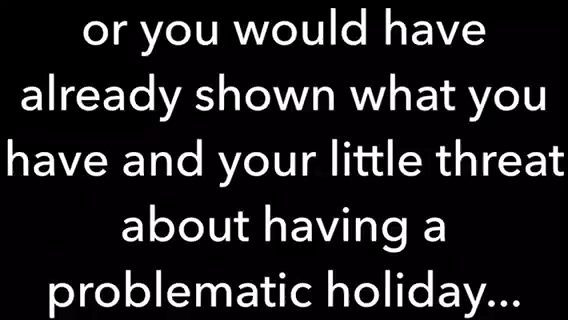 or you would have
already shown what you
have and your little threat
about having a
problematic holiday...